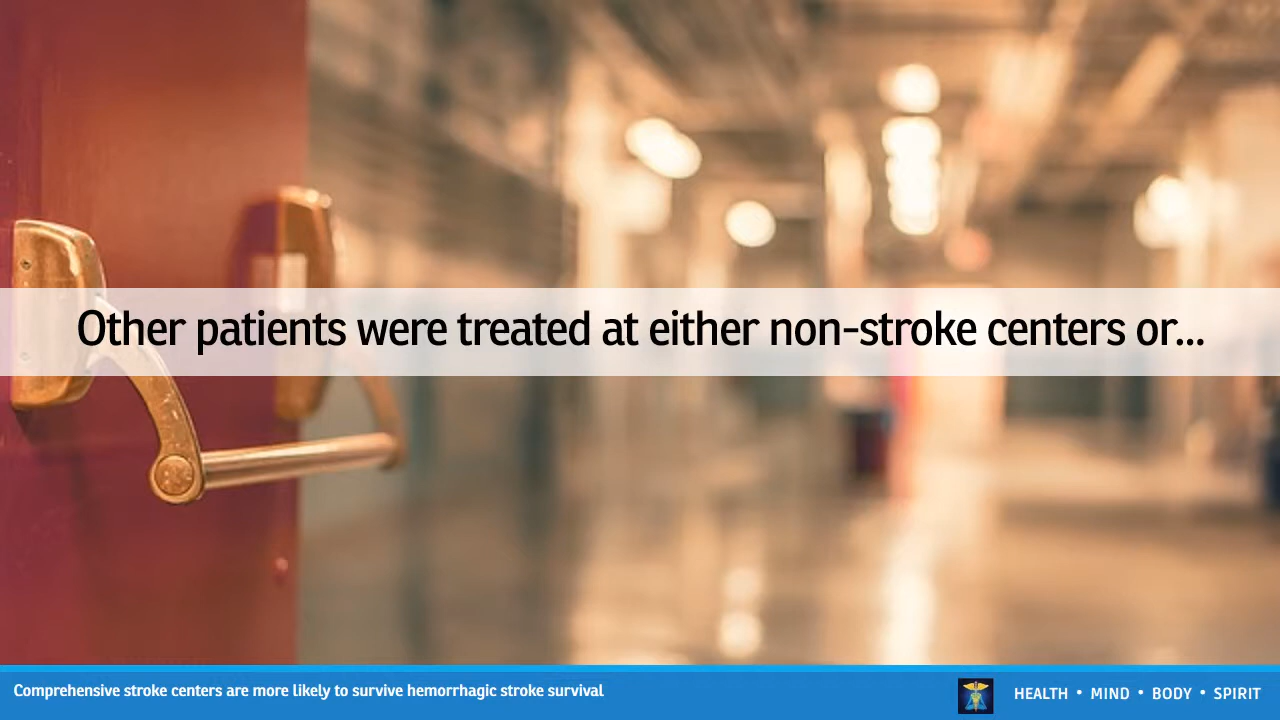 Other patients were treated at either non-stroke centers or...
Comprehensive stroke centers are more likely to survive hemorrhagic stroke survival
HEALTH • MIND • BODY • SPIRIT